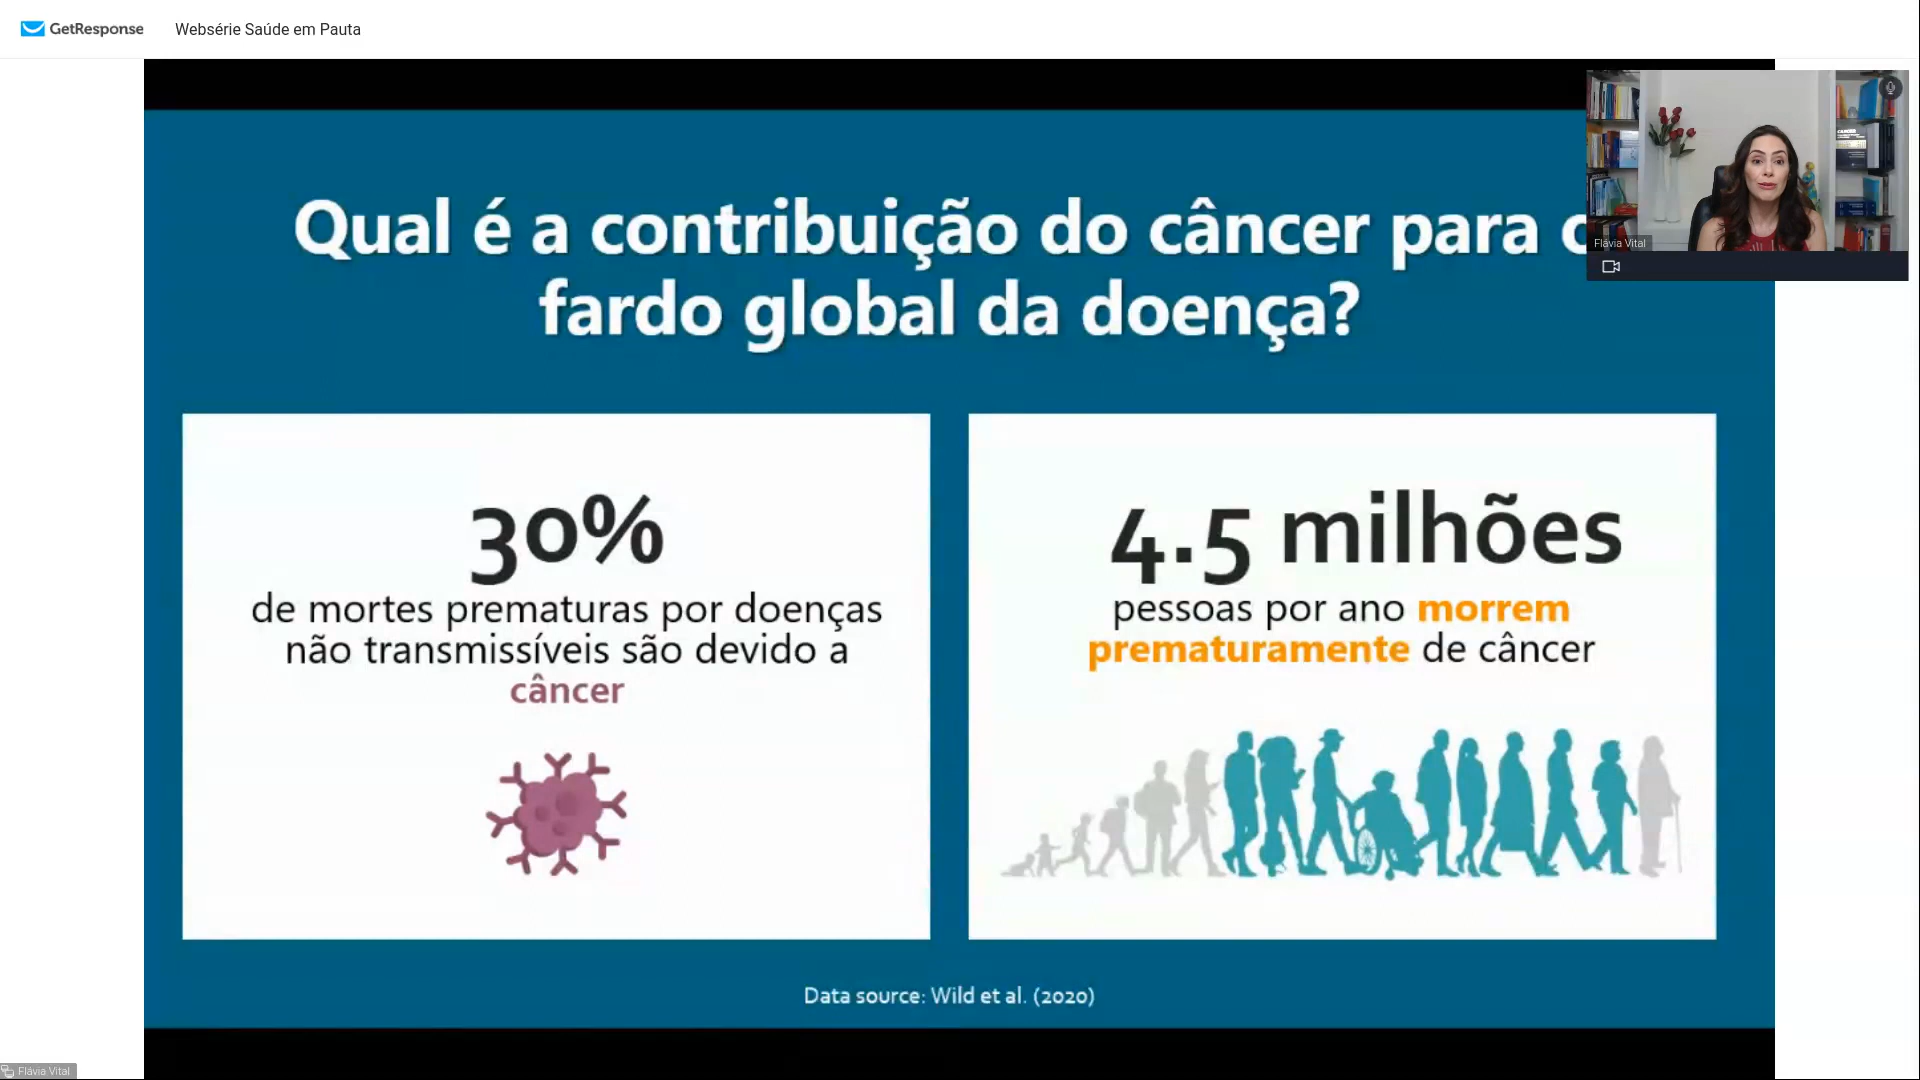 GetResponse
Websérie Saúde em Pauta
Qual é a contribuição do câncer para
fardo global da doença?
Flávia Vital
30%
de mortes prematuras por doenças
não transmissíveis são devido a
câncer
4.5 milhões
pessoas por ano morrem
prematuramente de câncer
Data source: Wild et al. (2020)
Flávia Vital